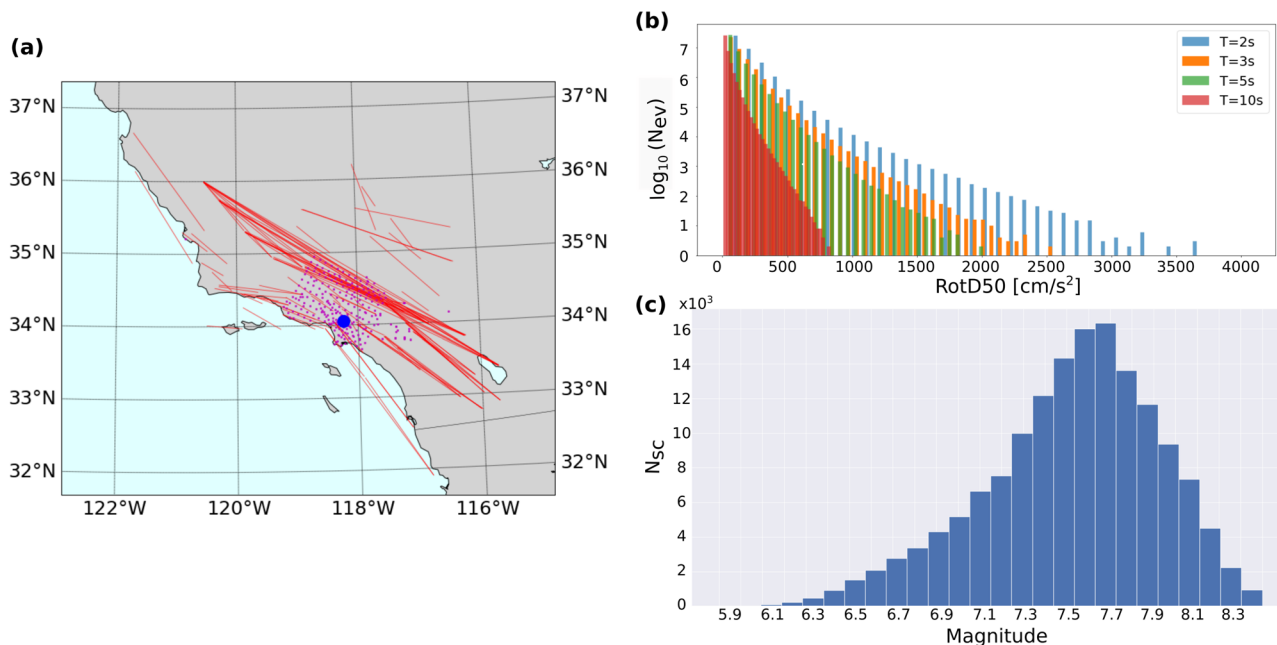 (a)
37°N
36°N
35°N
34°N
33°N
32°N
37°N
36°N
35°N
34°N
33°N
32°N
122°W 120°W 118°W 116°W
(b)
log₁₀ (Nᴇᴠ)
7
6
5
4
3
2
1
0
T=2s
T=3s
T=5s
T=10s
0 500 1000 1500 2000 2500 3000 3500 4000
RotD50 [cm/s²]
(c)
x10³
Nsc
16
14
12
10
8
6
4
2
0
5.9 6.1 6.3 6.5 6.7 6.9 7.1 7.3 7.5 7.7 7.9 8.1 8.3
Magnitude